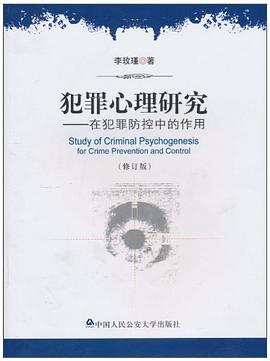 李玫瑾◎著
犯罪心理研究
——在犯罪防控中的作用
Study of Criminal Psychogenesis
for Crime Prevention and Control
(修订版)
中国人民公安大学出版社